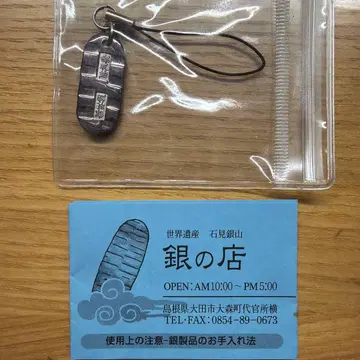 世界遺産 石見銀山
銀の店
OPEN:AM10:00~PM5:00
島根県大田市大森町代官所横
TEL・FAX:0854-89-0673
使用上の注意-銀製品のお手入れ法